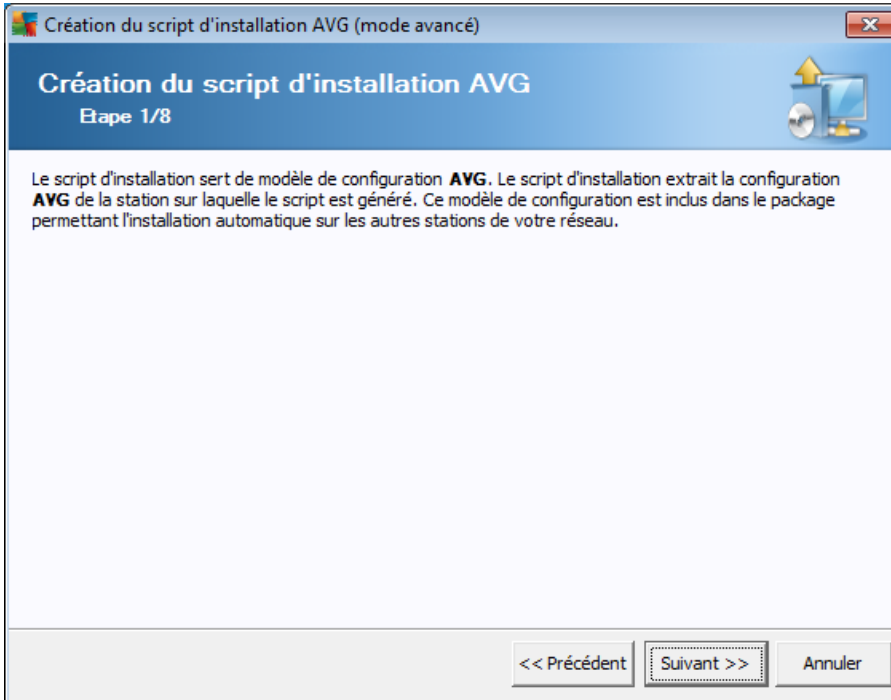 Création du script d'installation AVG (mode avancé)
Création du script d'installation AVG
Etape 1/8
Le script d'installation sert de modèle de configuration AVG. Le script d'installation extrait la configuration
AVG de la station sur laquelle le script est généré. Ce modèle de configuration est inclus dans le package
permettant l'installation automatique sur les autres stations de votre réseau.
<< Précédent Suivant >> Annuler